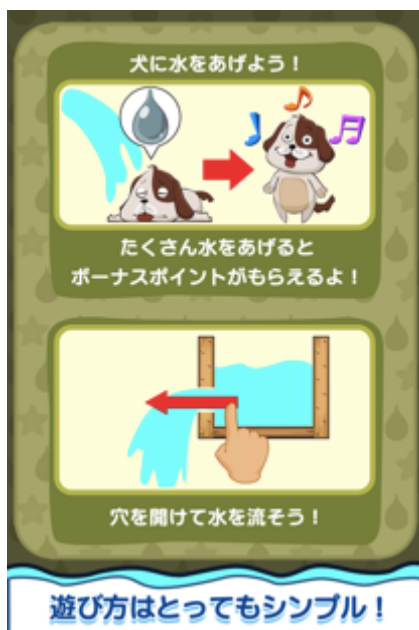 犬に水をあげよう！
たくさん水をあげると
ボーナスポイントがもらえるよ！
穴を開けて水を流そう！
遊び方はとってもシンプル！